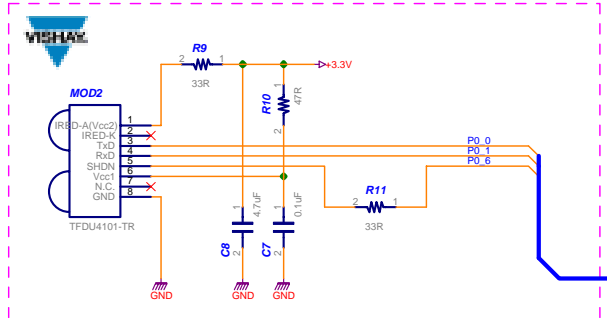 VISHAY
R9
2
1
33R
+3.3V
MOD2
1
R10
47R
2
IRED-A(Vcc2)
1
IRED-K
2
TxD
3
P0_0
RxD
4
P0_1
SHDN
5
P0_6
Vcc1
6
N.C.
7
GND
8
R11
2
1
33R
TFDU4101-TR
1
4.7uF
C8
2
1
0.1uF
C7
2
GND
GND
GND